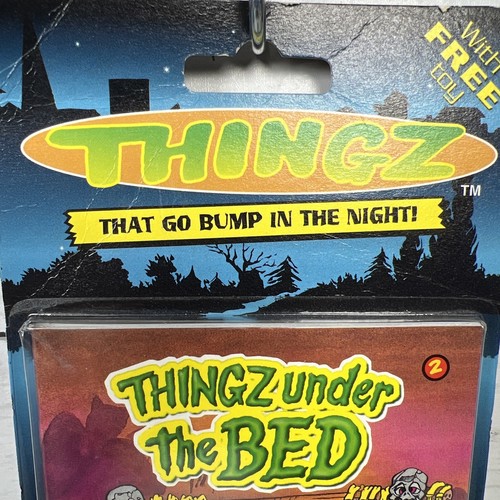 With
FREE
toy
THINGZ
TM
THAT GO BUMP IN THE NIGHT!
2
THINGZ under
the BED